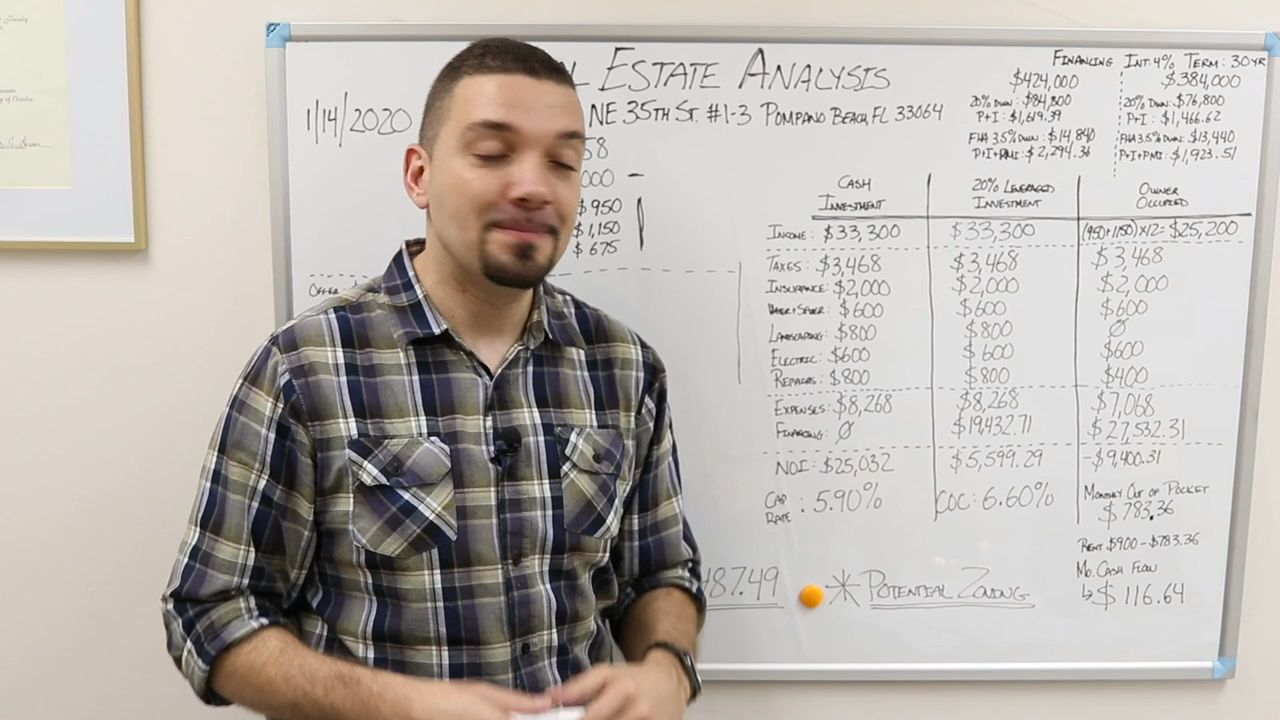 L ESTATE ANALYSIS
1/14/2020
NE 35TH ST. #1-3 POMPANO BEACH, FL 33064
58
000 -
$950
$1,150
$675
OFFER:
FINANCING INT: 4% TERM: 30YR
$424,000 $384,000
20% DWN: $84,800 20% DWN: $76,800
P+I: $1,619.39 P+I: $1,466.62
FHA 3.5% DWN: $14,840 FHA 3.5% DWN: $13,440
P+I+PMI: $2,294.36 P+I+PMI: $1,923.51
CASH INVESTMENT 20% LEVERAGED INVESTMENT OWNER OCCUPIED
INCOME: $33,300 $33,300 (950+1150)×12= $25,200
TAXES: $3,468 $3,468 $3,468
INSURANCE: $2,000 $2,000 $2,000
WATER+SEWER: $600 $600 $600
LANDSCAPING: $800 $800 Ø
ELECTRIC: $600 $600 $600
REPAIRS: $800 $800 $400
EXPENSES: $8,268 $8,268 $7,068
FINANCING: Ø $19,432.71 $27,532.31
NOI: $25,032 $5,599.29 -$9,400.31
CAP RATE: 5.90% COC: 6.60% MONTHLY OUT OF POCKET
$783.36
RENT $900-$783.36
MO. CASH FLOW
↳$116.64
487.49 * POTENTIAL ZONING